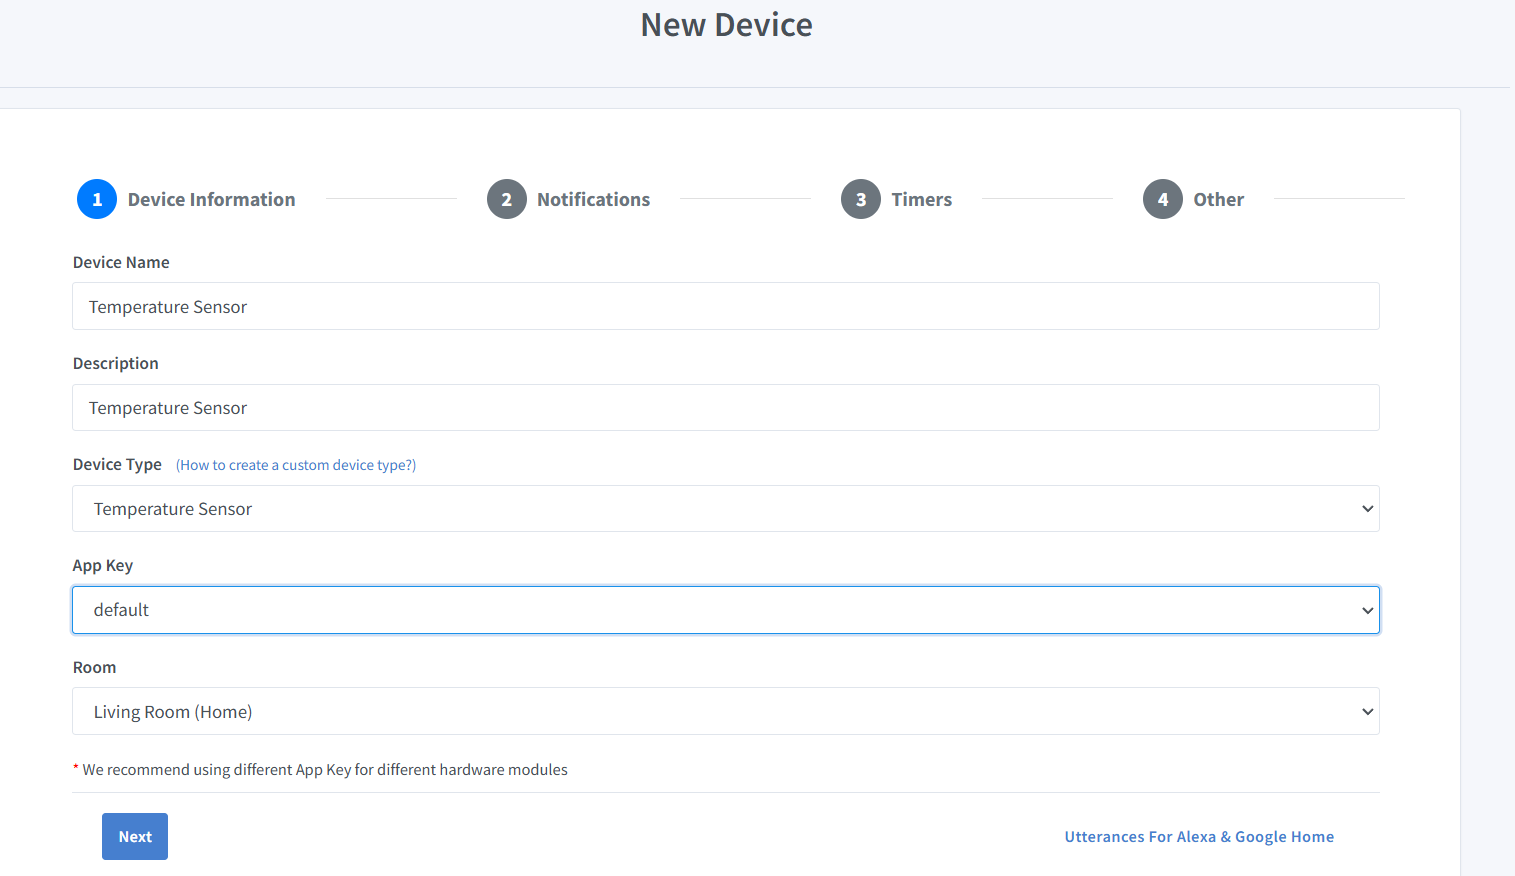 New Device
1 Device Information
2 Notifications
3 Timers
4 Other
Device Name
Temperature Sensor
Description
Temperature Sensor
Device Type (How to create a custom device type?)
Temperature Sensor
App Key
default
Room
Living Room (Home)
* We recommend using different App Key for different hardware modules
Next
Utterances For Alexa & Google Home